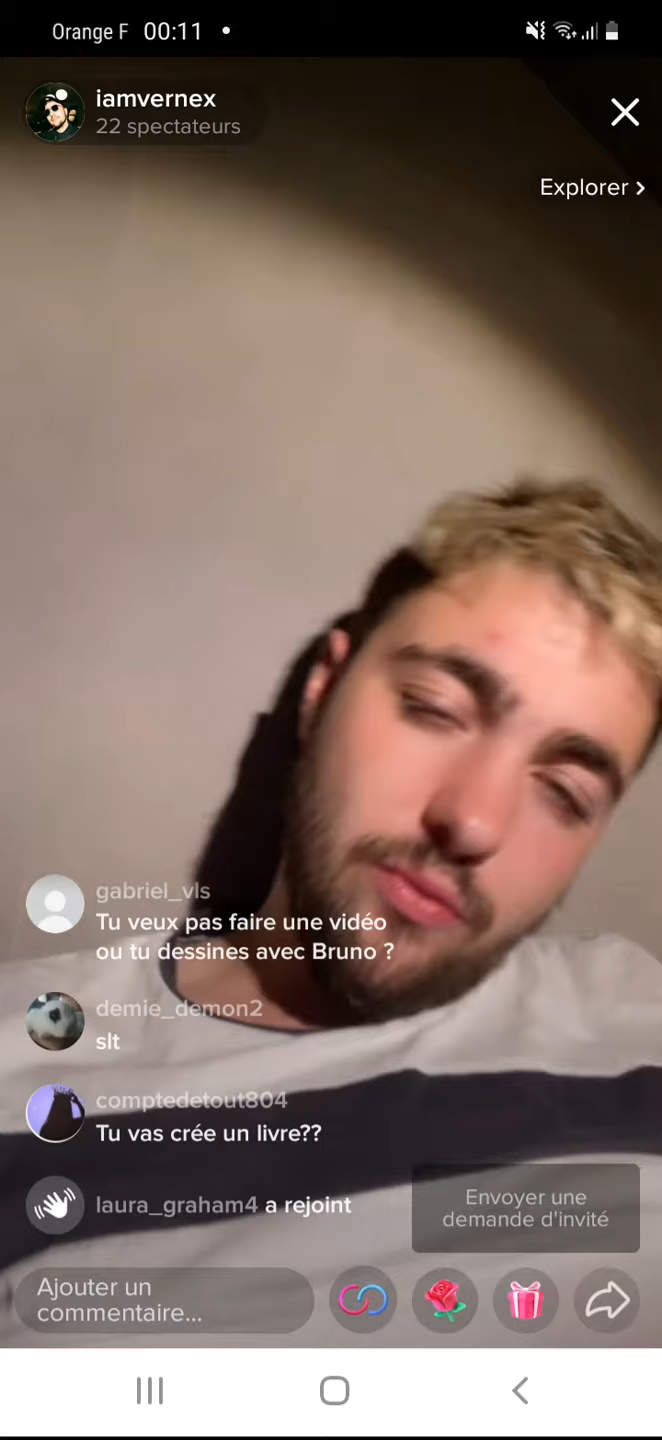 Orange F 00:11
iamvernex
22 spectateurs
Explorer
gabriel_vls
Tu veux pas faire une vidéo
ou tu dessines avec Bruno ?
demie_demon2
slt
comptedetout804
Tu vas crée un livre??
laura_graham4 a rejoint
Envoyer une
demande d'invité
Ajouter un
commentaire...